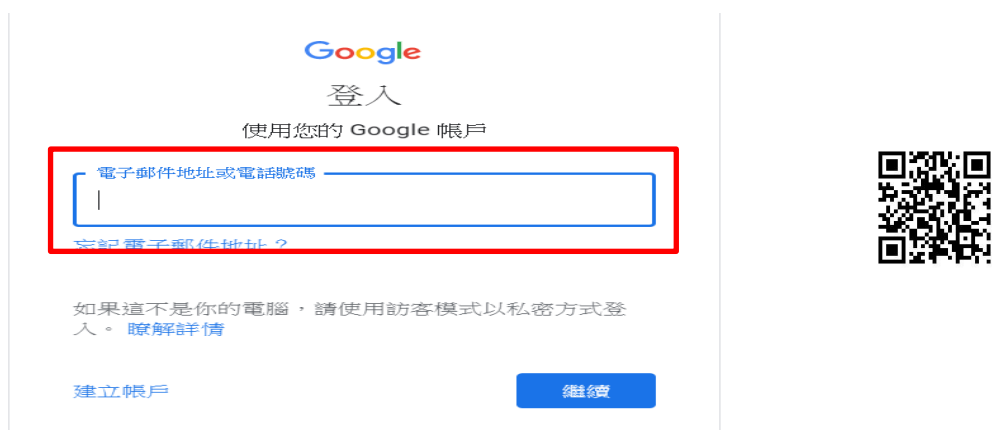 Google
登入
使用您的 Google 帳戶
電子郵件地址或電話號碼
忘記電子郵件地址？
如果這不是你的電腦，請使用訪客模式以私密方式登
入。瞭解詳情
建立帳戶
繼續